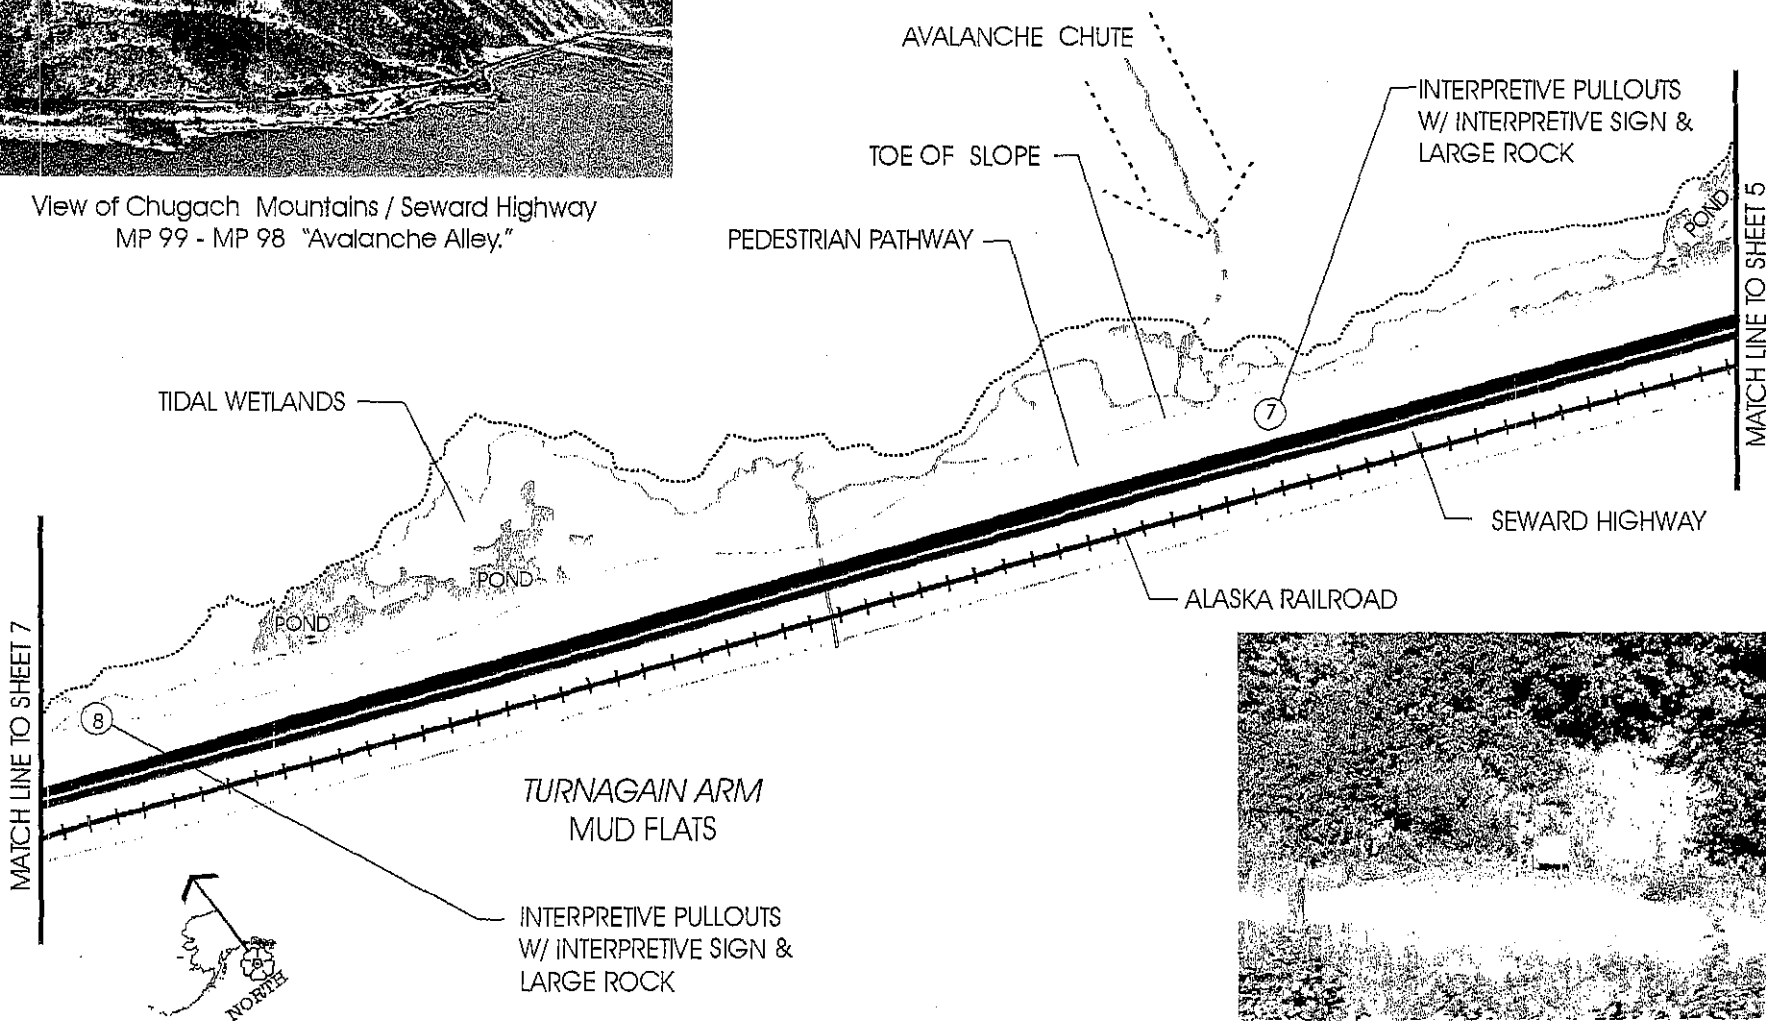 View of Chugach Mountains / Seward Highway
MP 99 - MP 98 "Avalanche Alley."
AVALANCHE CHUTE
TOE OF SLOPE
PEDESTRIAN PATHWAY
INTERPRETIVE PULLOUTS
W/ INTERPRETIVE SIGN &
LARGE ROCK
TIDAL WETLANDS
POND
MATCH LINE TO SHEET 5
7
SEWARD HIGHWAY
ALASKA RAILROAD
POND
POND
MATCH LINE TO SHEET 7
8
TURNAGAIN ARM
MUD FLATS
INTERPRETIVE PULLOUTS
W/ INTERPRETIVE SIGN &
LARGE ROCK
NORTH